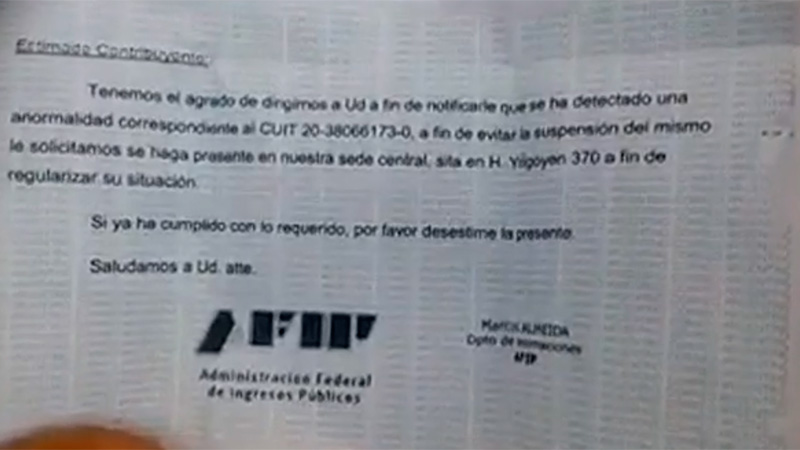 Estimado Contribuyente:
Tenemos el agrado de dirigirnos a Ud a fin de notificarle que se ha detectado una
anormalidad correspondiente al CUIT 20-38066173-0, a fin de evitar la suspensión del mismo
le solicitamos se haga presente en nuestra sede central, sita en H. Yrigoyen 370 a fin de
regularizar su situación.
Si ya ha cumplido con lo requerido, por favor desestime la presente.
Saludamos a Ud. atte.
AFIP
Administracion Federal
de Ingresos Públicos
ALMEIDA
Dpto de